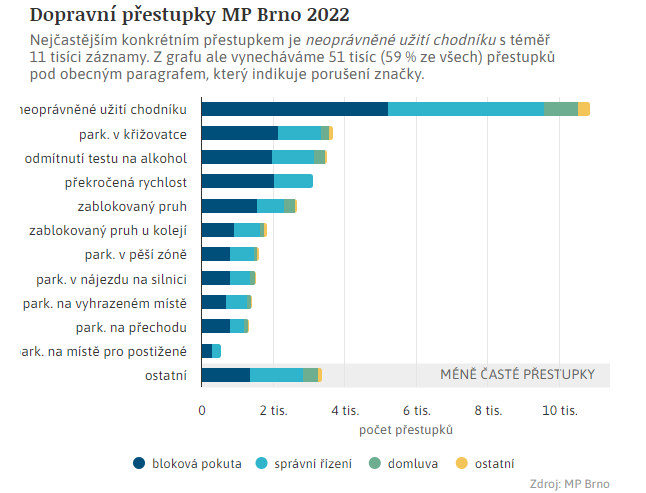 Dopravní přestupky MP Brno 2022
Nejčastějším konkrétním přestupkem je neoprávněné užití chodníku s téměř
11 tisíci záznamy. Z grafu ale vynecháváme 51 tisíc (59 % ze všech) přestupků
pod obecným paragrafem, který indikuje porušení značky.
neoprávněné užití chodníku
park. v křižovatce
odmítnutí testu na alkohol
překročená rychlost
zablokovaný pruh
zablokovaný pruh u kolejí
park. v pěší zóně
park. v nájezdu na silnici
park. na vyhrazeném místě
park. na přechodu
park. na místě pro postižené
ostatní
MÉNĚ ČASTÉ PŘESTUPKY
0 2 tis. 4 tis. 6 tis. 8 tis. 10 tis.
počet přestupků
bloková pokuta správní řízení domluva ostatní
Zdroj: MP Brno